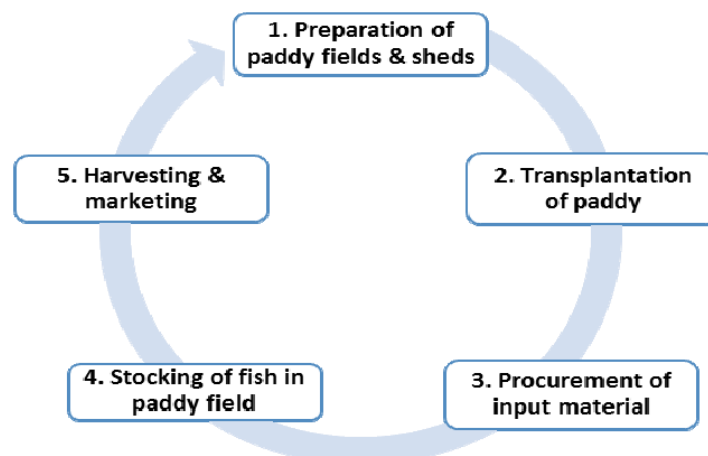 1. Preparation of
paddy fields & sheds
2. Transplantation
of paddy
3. Procurement of
input material
4. Stocking of fish in
paddy field
5. Harvesting &
marketing